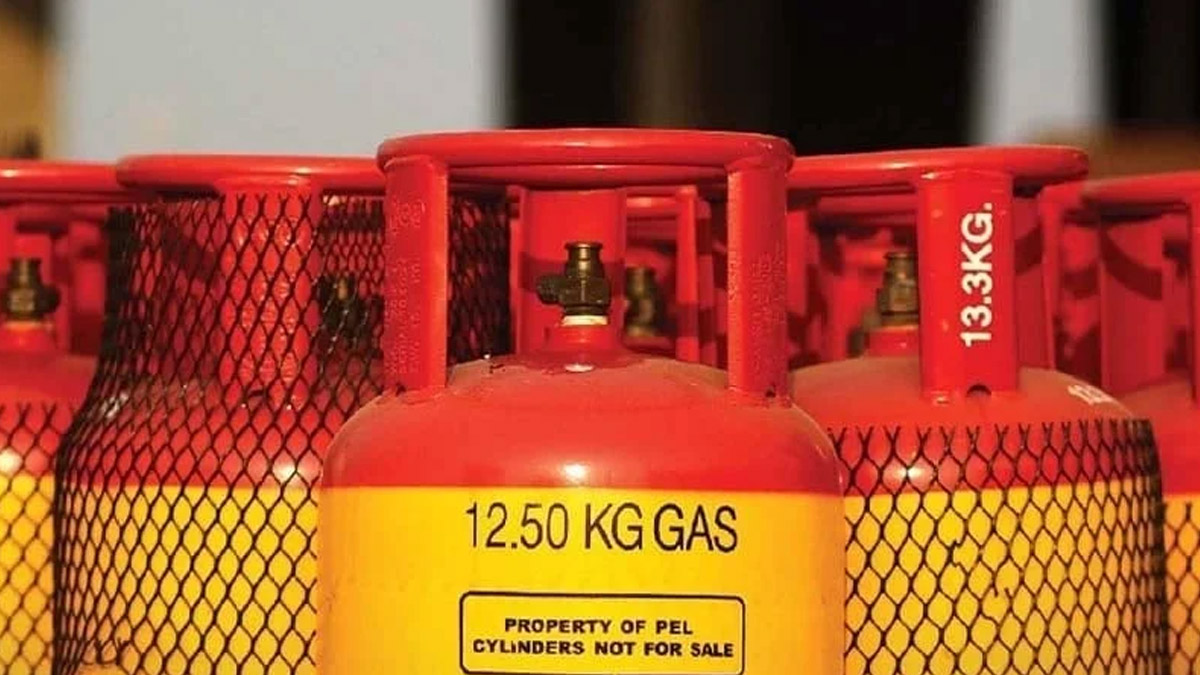 12.50 KG GAS
PROPERTY OF PEL
CYLINDERS NOT FOR SALE
13.3KG.